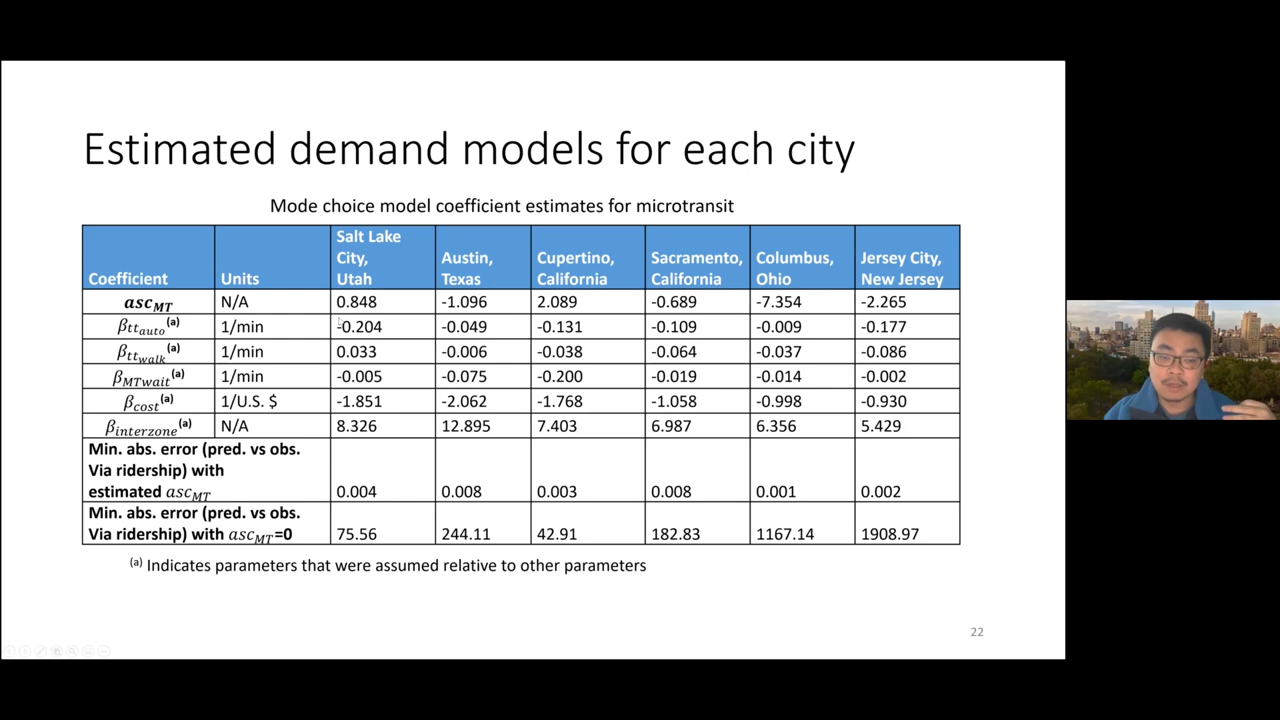 Estimated demand models for each city
Mode choice model coefficient estimates for microtransit
Coefficient Units Salt Lake City, Utah Austin, Texas Cupertino, California Sacramento, California Columbus, Ohio Jersey City, New Jersey
asc_MT N/A 0.848 -1.096 2.089 -0.689 -7.354 -2.265
β_tt_auto (a) 1/min -0.204 -0.049 -0.131 -0.109 -0.009 -0.177
β_tt_walk (a) 1/min 0.033 -0.006 -0.038 -0.064 -0.037 -0.086
β_MTwait (a) 1/min -0.005 -0.075 -0.200 -0.019 -0.014 -0.002
β_cost (a) 1/U.S. $ -1.851 -2.062 -1.768 -1.058 -0.998 -0.930
β_interzone (a) N/A 8.326 12.895 7.403 6.987 6.356 5.429
Min. abs. error (pred. vs obs.
Via ridership) with
estimated asc_MT 0.004 0.008 0.003 0.008 0.001 0.002
Min. abs. error (pred. vs obs.
Via ridership) with asc_MT=0 75.56 244.11 42.91 182.83 1167.14 1908.97
(a) Indicates parameters that were assumed relative to other parameters
22